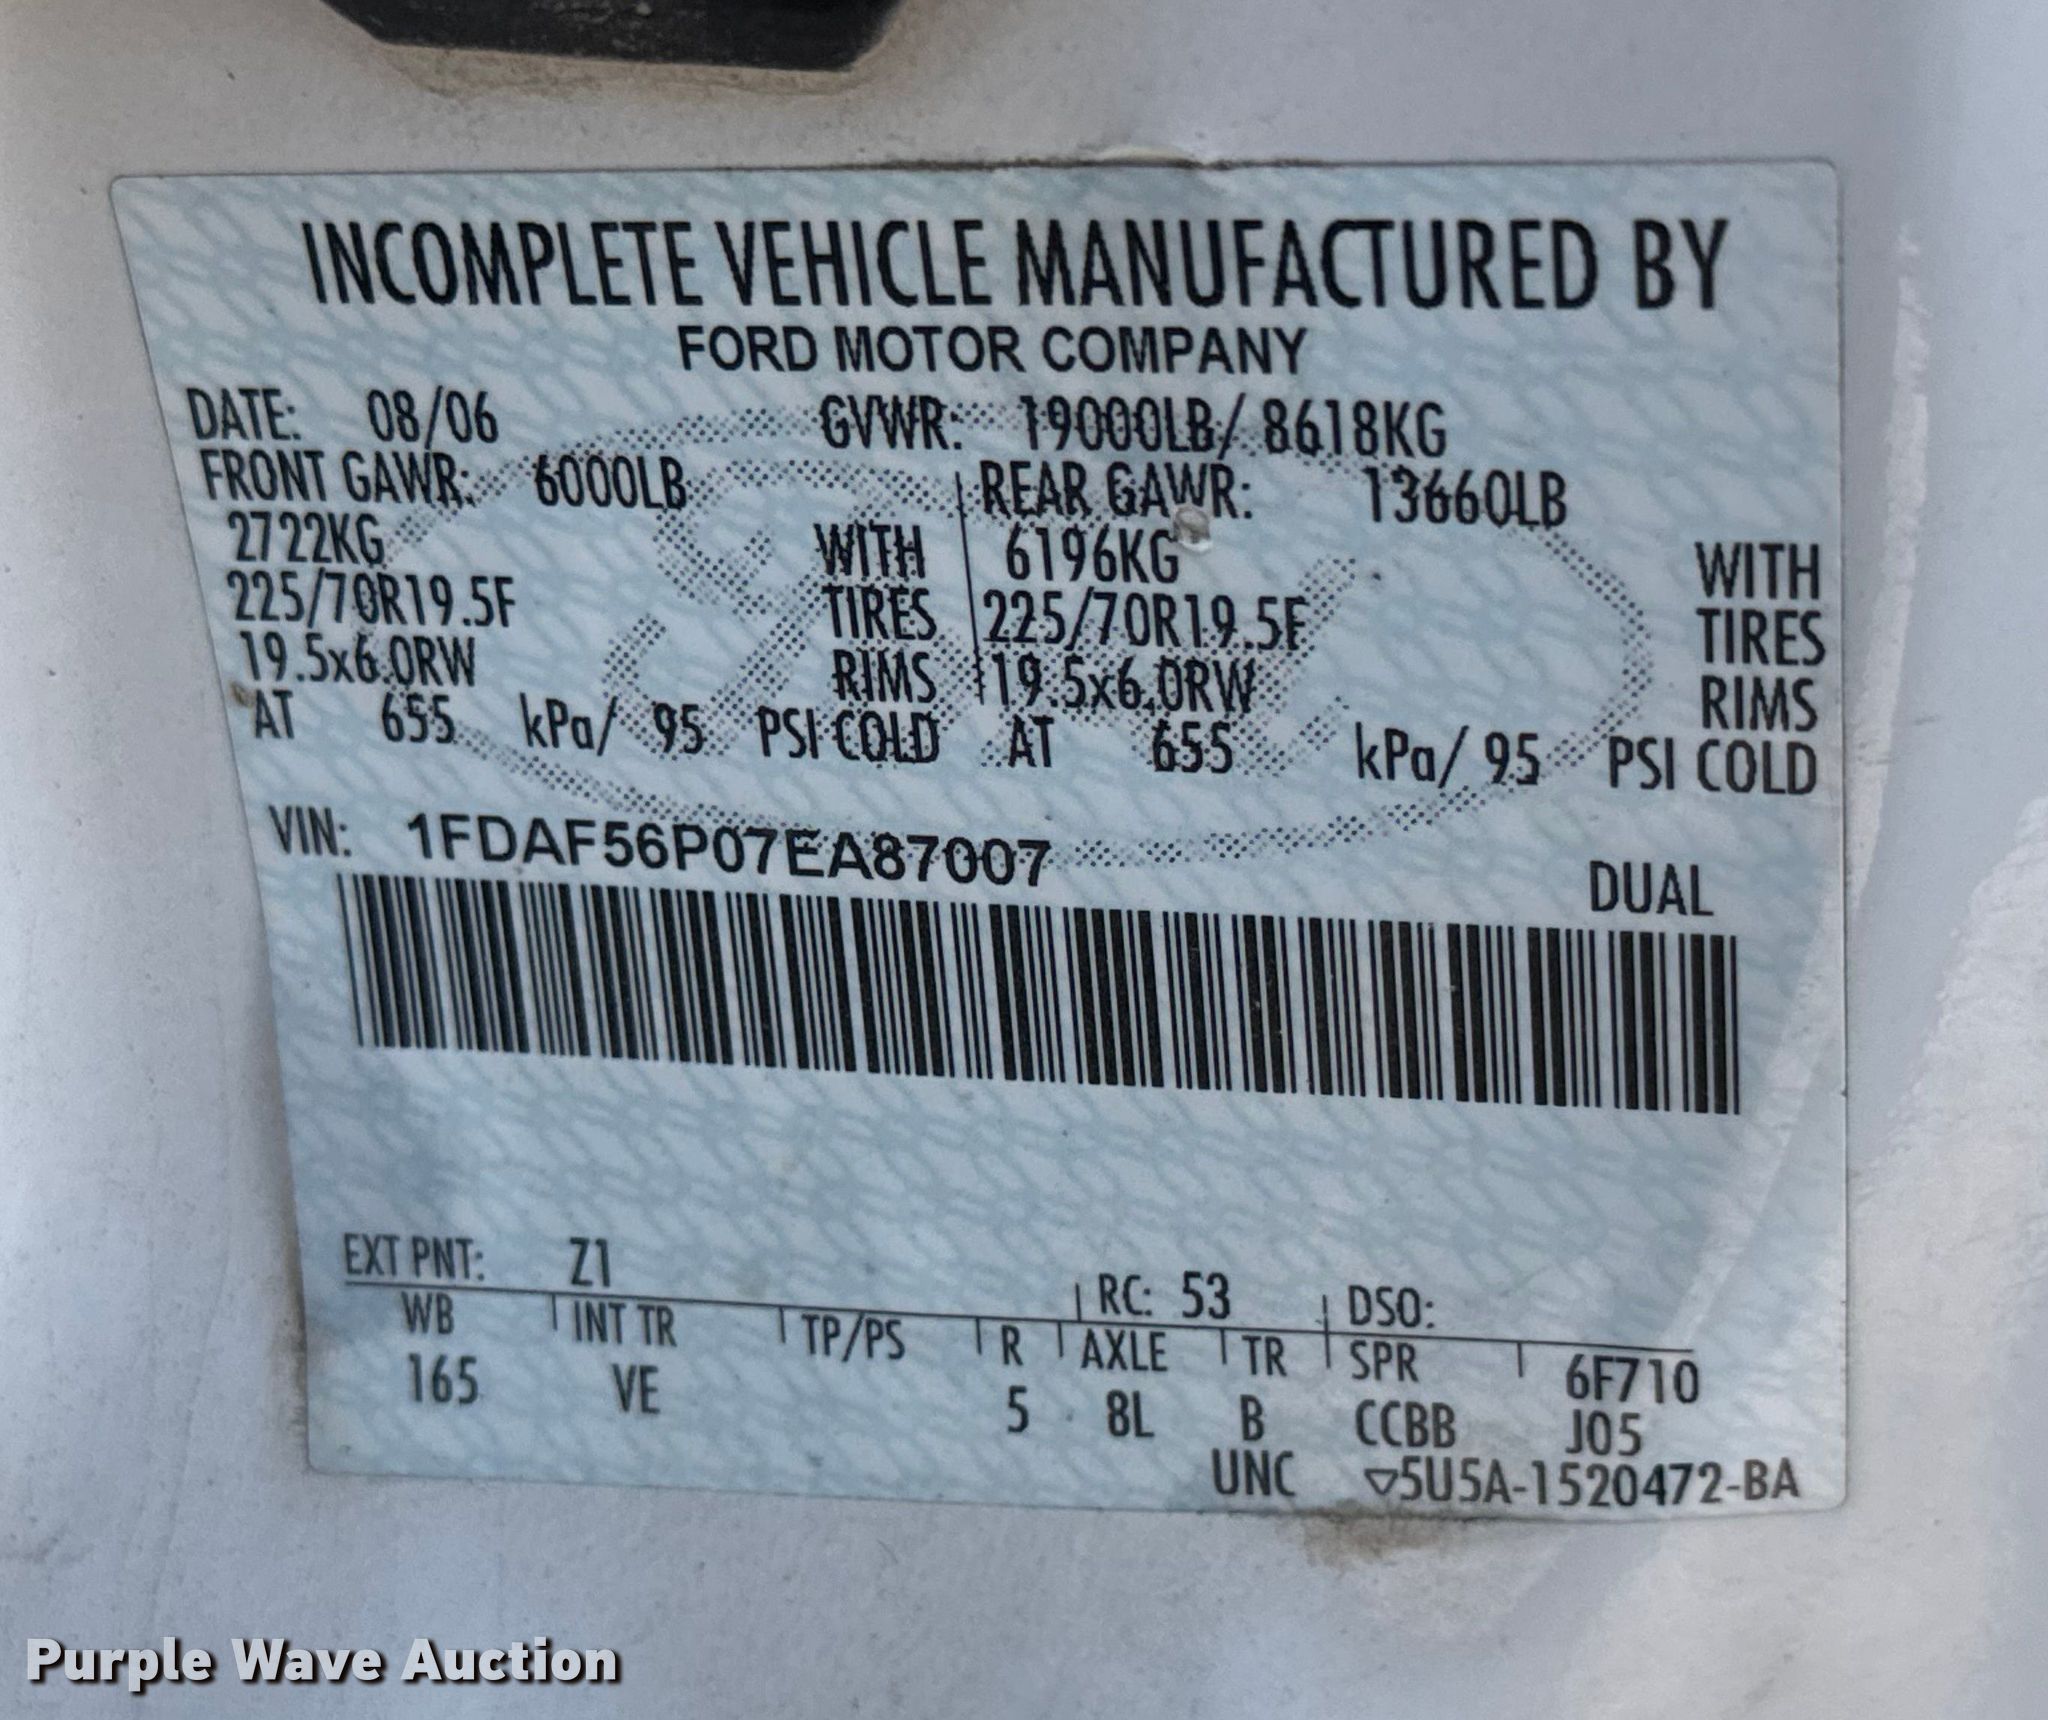 INCOMPLETE VEHICLE MANUFACTURED BY
FORD MOTOR COMPANY
DATE: 08/06 GVWR: 19000LB/ 8618KG
FRONT GAWR: 6000LB REAR GAWR: 13660LB
2722KG WITH 6196KG WITH
225/70R19.5F TIRES 225/70R19.5F TIRES
19.5x6.0RW RIMS 19.5x6.0RW RIMS
AT 655 kPa/ 95 PSI COLD AT 655 kPa/ 95 PSI COLD
VIN: 1FDAF56P07EA87007
DUAL
EXT PNT: Z1 RC: 53 DSO:
WB INT TR TP/PS R AXLE TR SPR 6F710
165 VE 5 8L B CCBB J05
UNC ▽5U5A-1520472-BA
Purple Wave Auction